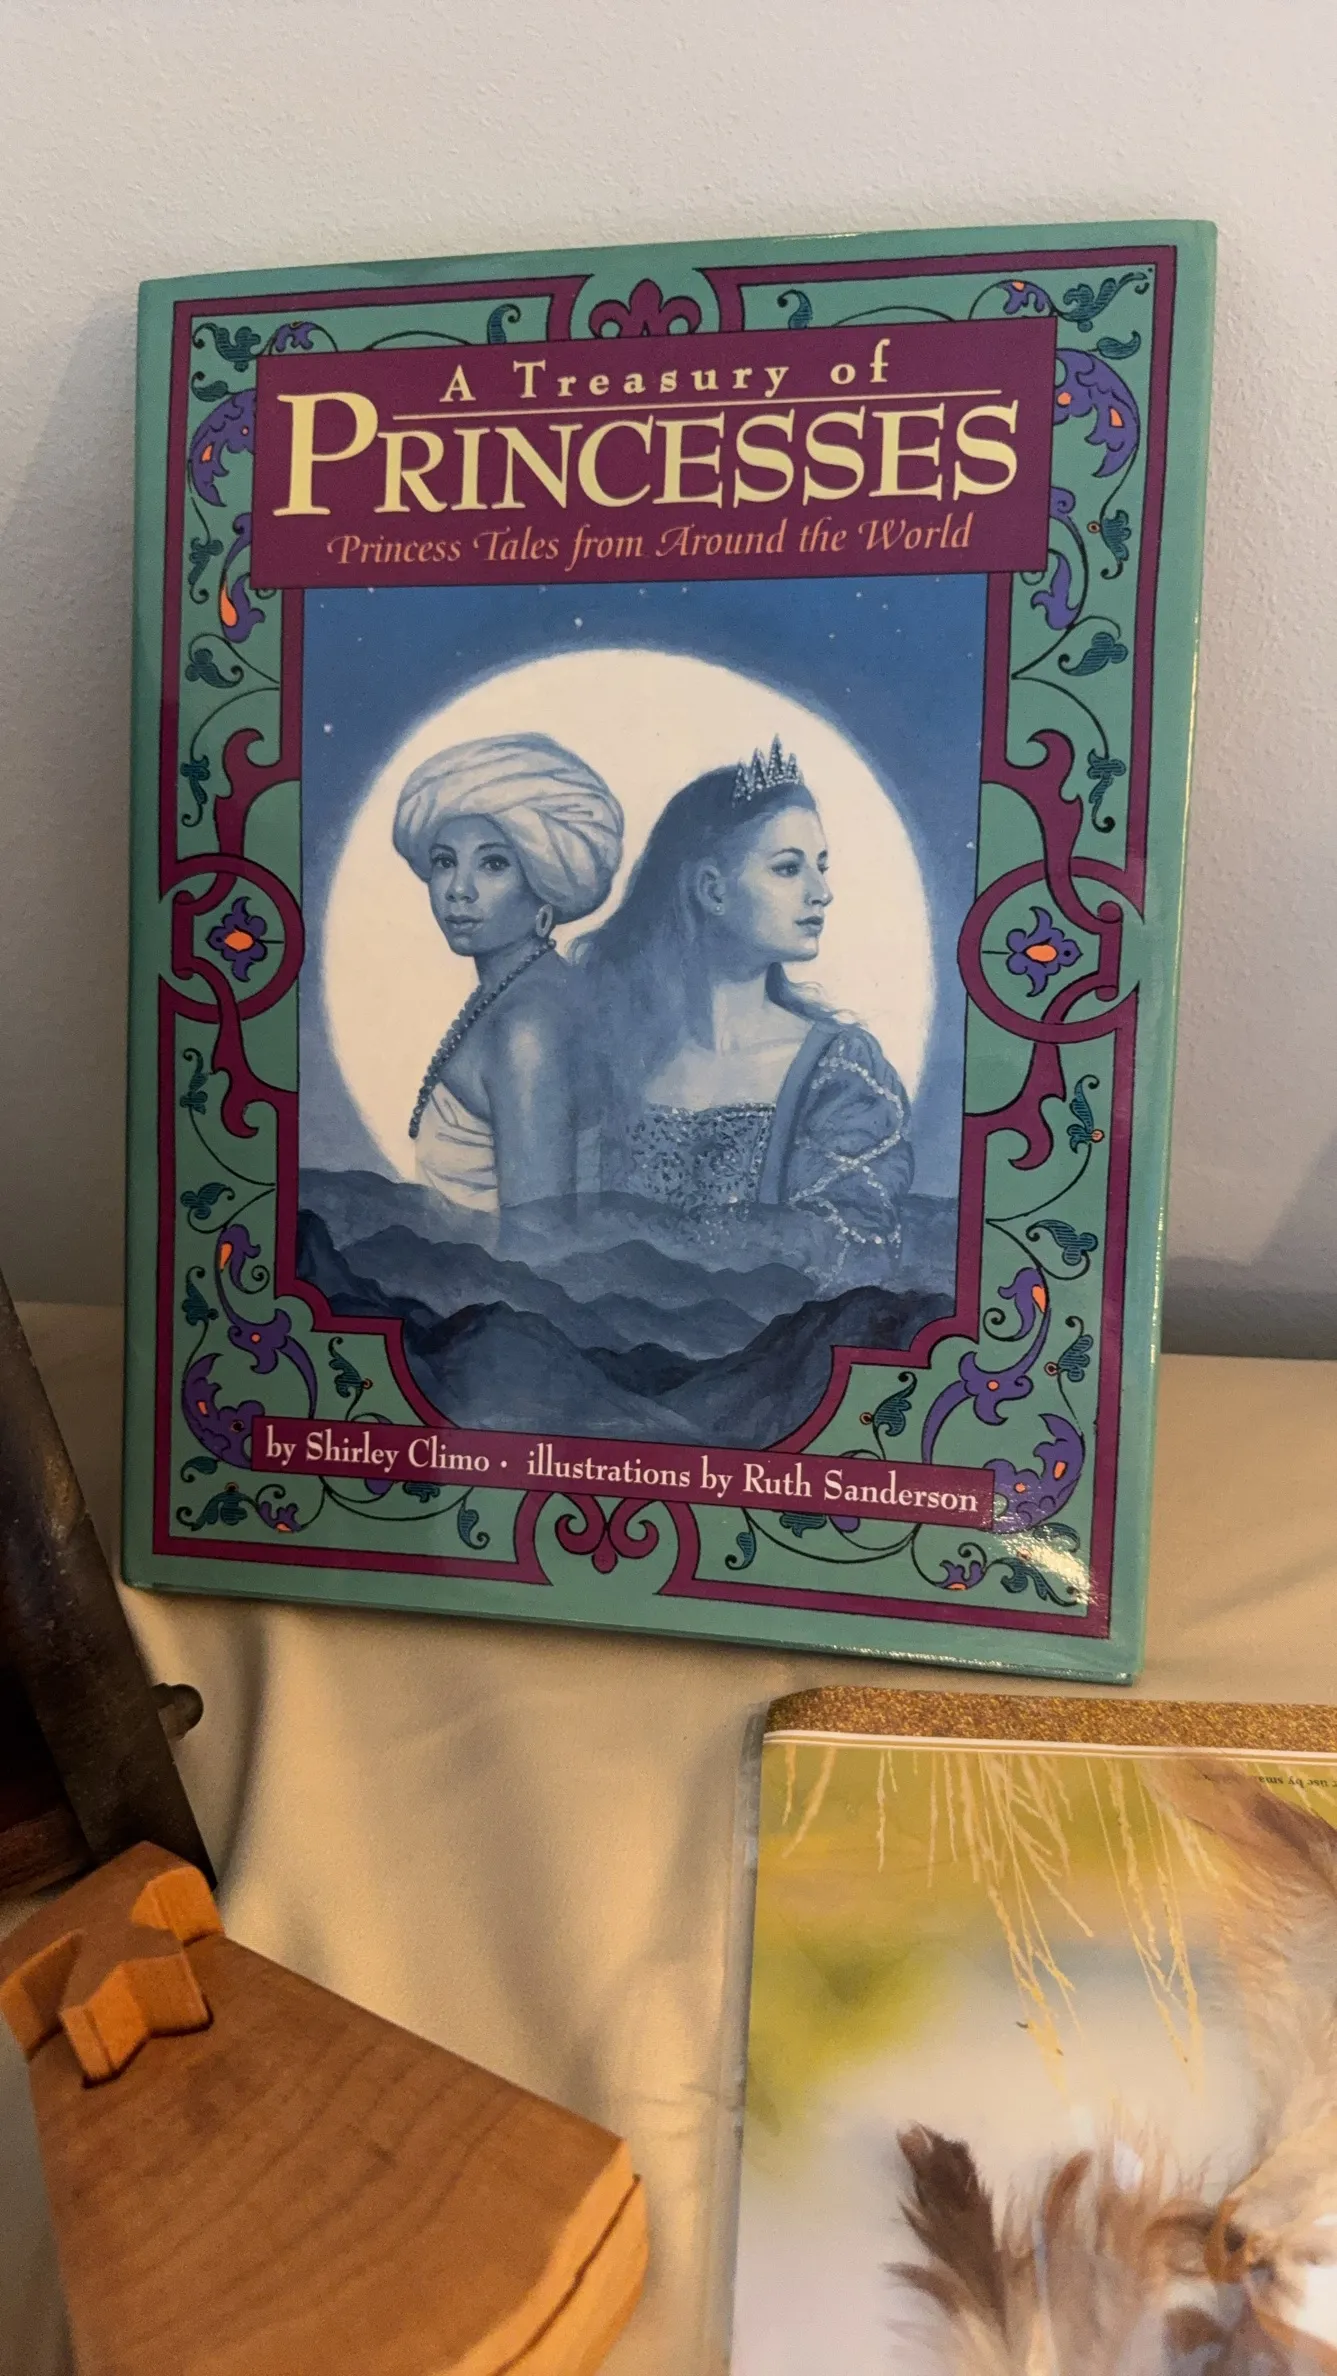 A Treasury of
PRINCESSES
Princess Tales from Around the World
by Shirley Climo · illustrations by Ruth Sanderson